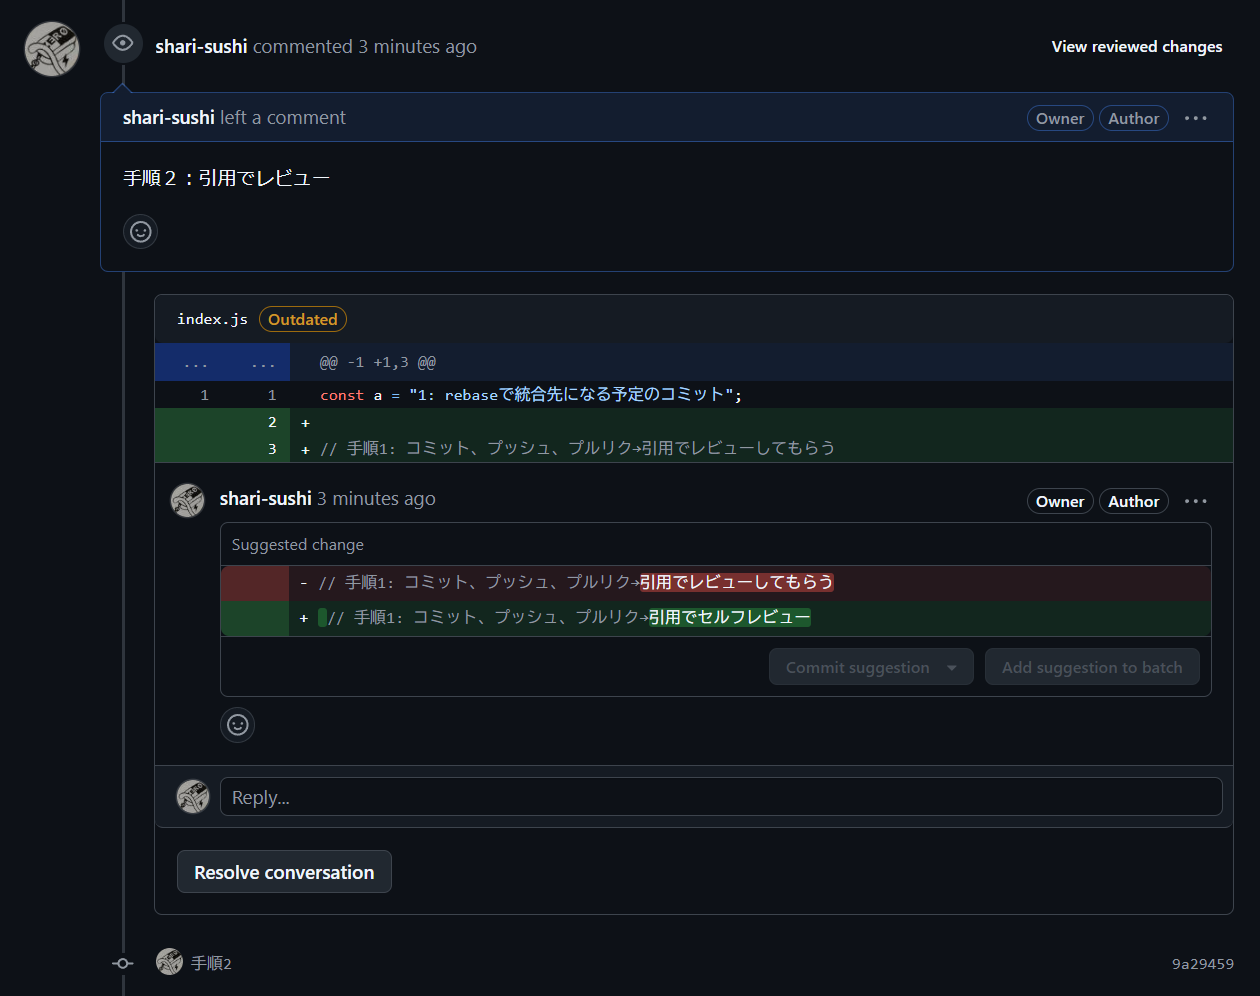 shari-sushi commented 3 minutes ago
View reviewed changes
shari-sushi left a comment
Owner
Author
手順２：引用でレビュー
index.js Outdated
... ... @@ -1 +1,3 @@
1 1 const a = "1: rebaseで統合先になる予定のコミット";
2 +
3 + // 手順1: コミット、プッシュ、プルリク→引用でレビューしてもらう
shari-sushi 3 minutes ago
Owner
Author
Suggested change
- // 手順1: コミット、プッシュ、プルリク→引用でレビューしてもらう
+ // 手順1: コミット、プッシュ、プルリク→引用でセルフレビュー
Commit suggestion
Add suggestion to batch
Reply...
Resolve conversation
手順2
9a29459